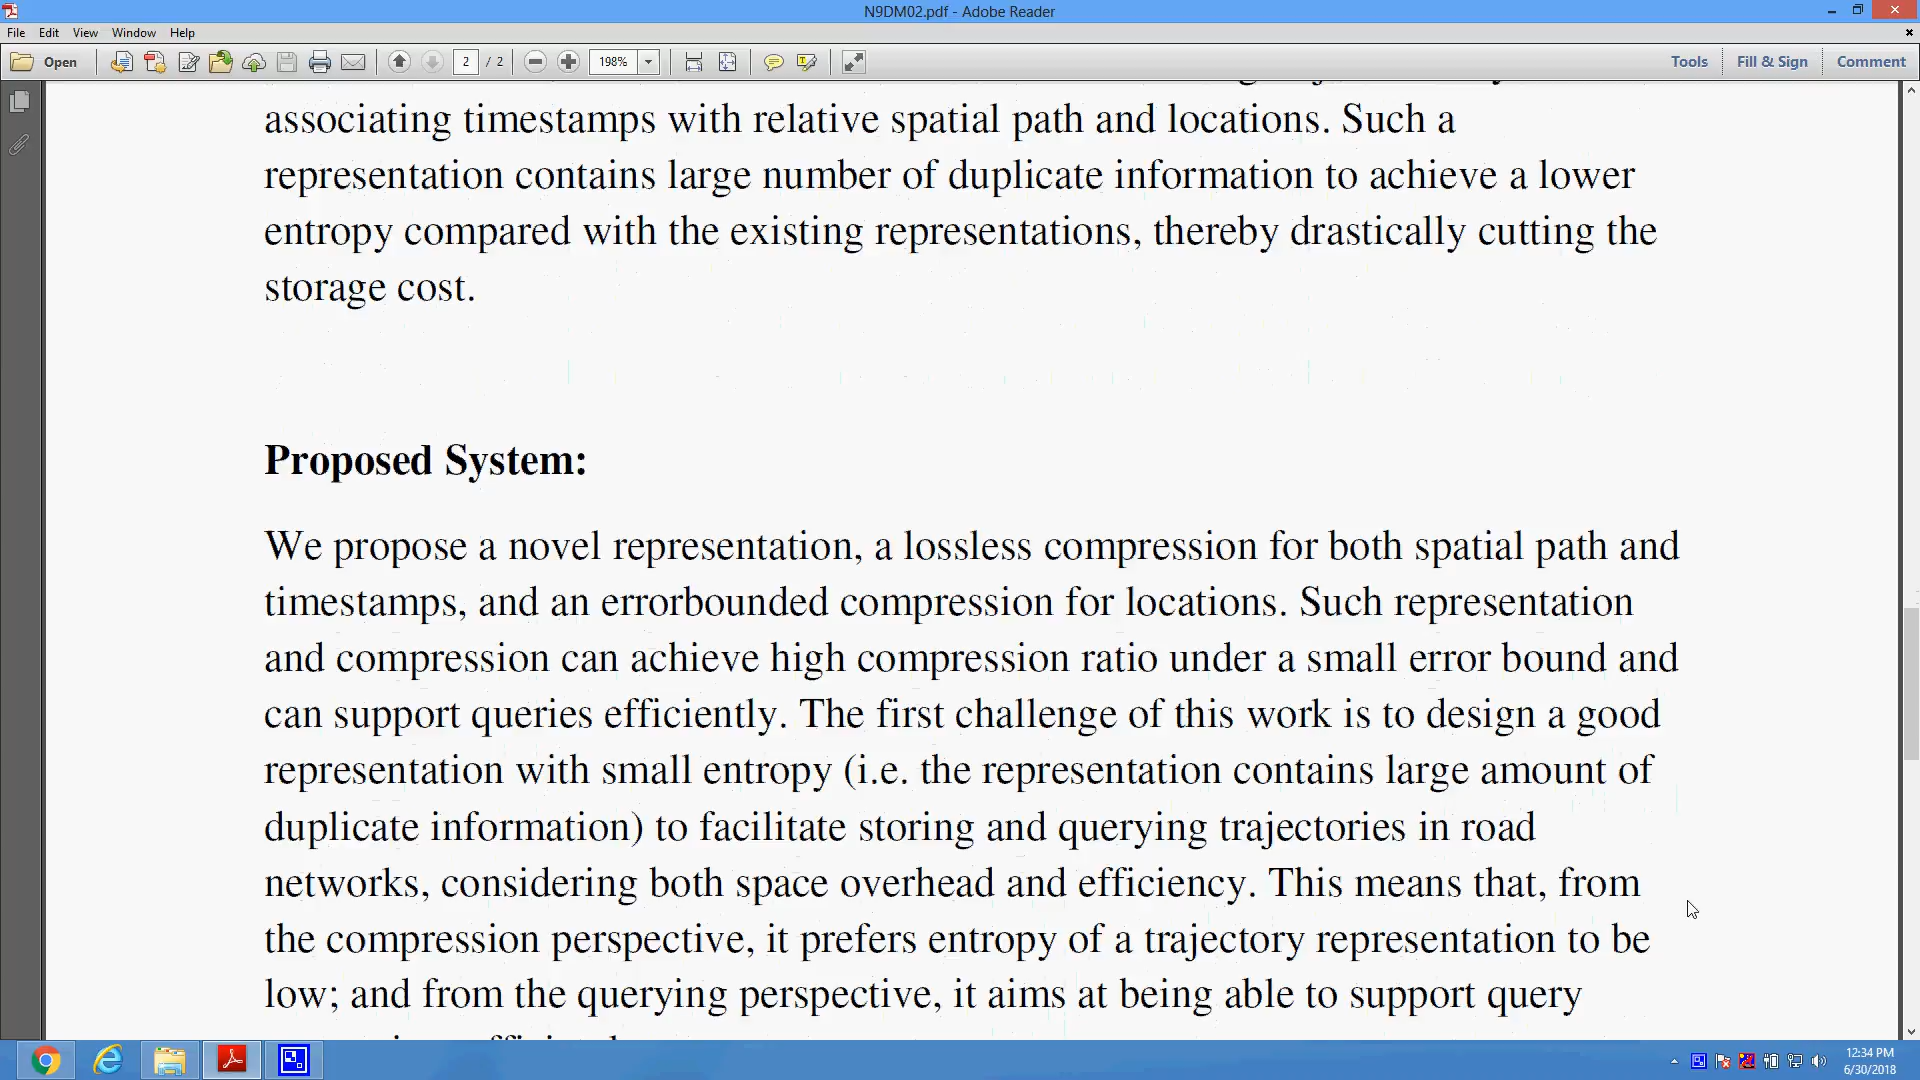 N9DM02.pdf - Adobe Reader
File Edit View Window Help
Open 2 / 2 198% Tools Fill & Sign Comment
associating timestamps with relative spatial path and locations. Such a
representation contains large number of duplicate information to achieve a lower
entropy compared with the existing representations, thereby drastically cutting the
storage cost.
Proposed System:
We propose a novel representation, a lossless compression for both spatial path and
timestamps, and an errorbounded compression for locations. Such representation
and compression can achieve high compression ratio under a small error bound and
can support queries efficiently. The first challenge of this work is to design a good
representation with small entropy (i.e. the representation contains large amount of
duplicate information) to facilitate storing and querying trajectories in road
networks, considering both space overhead and efficiency. This means that, from
the compression perspective, it prefers entropy of a trajectory representation to be
low; and from the querying perspective, it aims at being able to support query
12:34 PM
6/30/2018